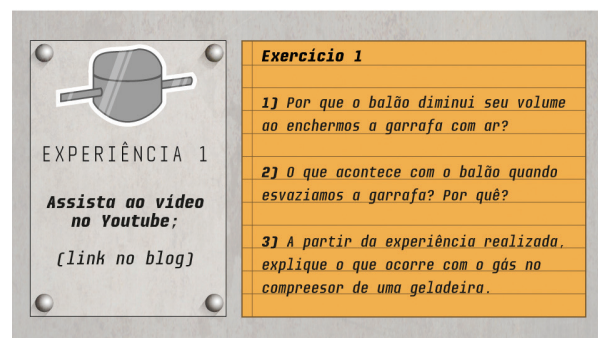 EXPERIÊNCIA 1
Assista ao vídeo
no Youtube;
(link no blog)
Exercício 1
1) Por que o balão diminui seu volume
ao enchermos a garrafa com ar?
2) O que acontece com o balão quando
esvaziamos a garrafa? Por quê?
3) A partir da experiência realizada,
explique o que ocorre com o gás no
compreesor de uma geladeira.